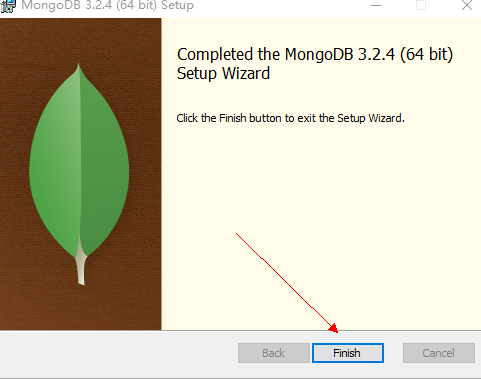 MongoDB 3.2.4 (64 bit) Setup
Completed the MongoDB 3.2.4 (64 bit)
Setup Wizard
Click the Finish button to exit the Setup Wizard.
Back
Finish
Cancel